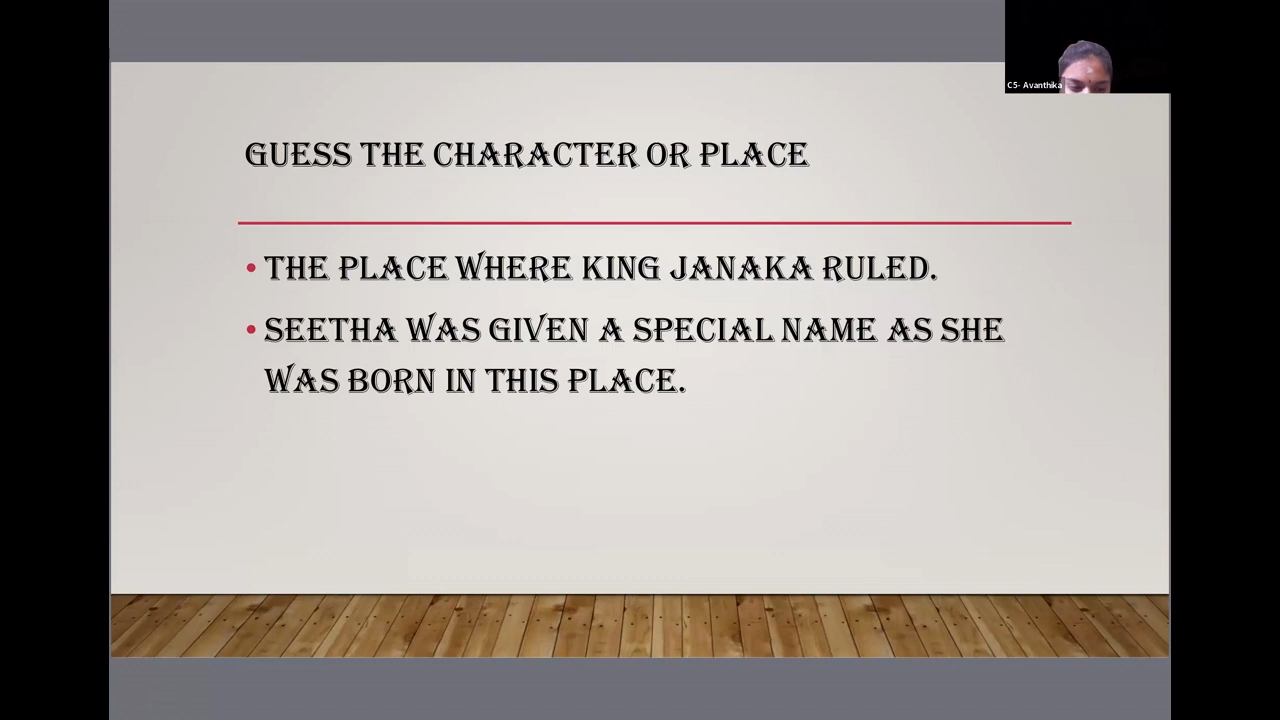 C5- Avanthika
GUESS THE CHARACTER OR PLACE
• THE PLACE WHERE KING JANAKA RULED.
• SEETHA WAS GIVEN A SPECIAL NAME AS SHE
WAS BORN IN THIS PLACE.